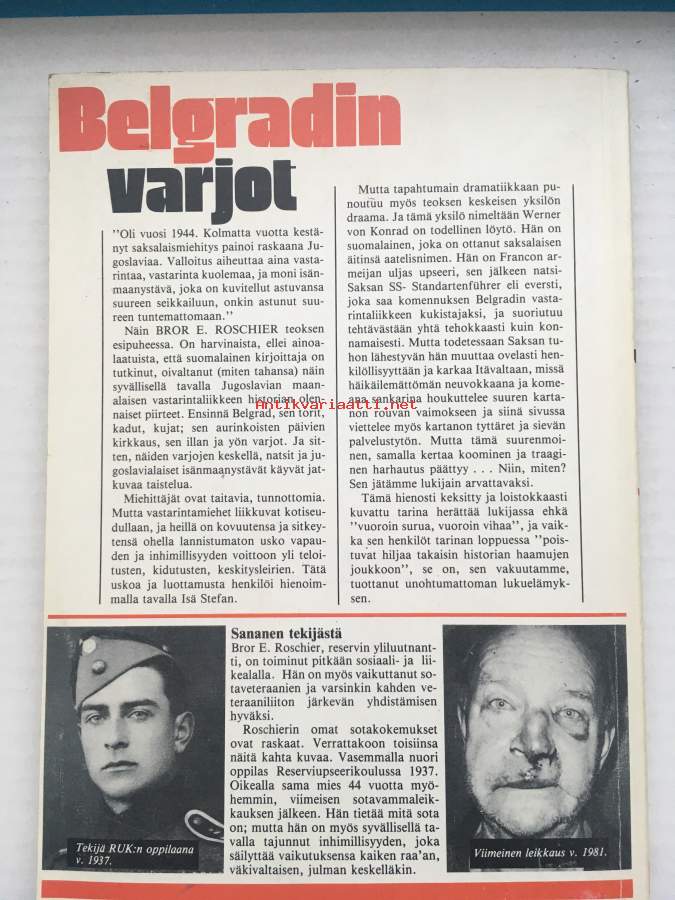 Belgradin
varjot
"Oli vuosi 1944. Kolmatta vuotta kestä-
nyt saksalaismiehitys painoi raskaana Ju-
goslaviaa. Valloitus aiheuttaa aina vasta-
rintaa, vastarinta kuolemaa, ja moni isän-
maanystävä, joka on kuvitellut astuvansa
suureen seikkailuun, onkin astunut suu-
reen tuntemattomaan."
Näin BROR E. ROSCHIER teoksen
esipuheessa. On harvinaista, ellei ainoa-
laatuista, että suomalainen kirjoittaja on
tutkinut, oivaltanut (miten tahansa) näin
syvällisellä tavalla Jugoslavian maan-
alaisen vastarintaliikkeen historian olen-
naiset piirteet. Ensinnä Belgrad, sen torit,
kadut, kujat; sen aurinkoisten päivien
kirkkaus, sen illan ja yön varjot. Ja sit-
ten, näiden varjojen keskellä, natsit ja ju-
goslavialaiset isänmaanystävät käyvät jat-
kuvaa taistelua.
Miehittäjät ovat taitavia, tunnottomia.
Mutta vastarintamiehet liikkuvat kotiseu-
dullaan, ja heillä on kovuutensa ja sitkey-
tensä ohella lannistumaton usko vapau-
den ja inhimillisyyden voittoon yli teloi-
tusten, kidutusten, keskitysleirien. Tätä
uskoa ja luottamusta henkilöi hienoim-
malla tavalla Isä Stefan.
Mutta tapahtumain dramatiikkaan pu-
noutuu myös teoksen keskeisen yksilön
draama. Ja tämä yksilö nimeltään Werner
von Konrad on todellinen löytö. Hän on
suomalainen, joka on ottanut saksalaisen
äitinsä aatelisnimen. Hän on Francon ar-
meijan uljas upseeri, sen jälkeen natsi-
Saksan SS- Standartenführer eli eversti,
joka saa komennuksen Belgradin vasta-
rintaliikkeen kukistajaksi, ja suoriutuu
tehtävästään yhtä tehokkaasti kuin kon-
namaisesti. Mutta todetessaan Saksan tu-
hon lähestyvän hän muuttaa ovelasti hen-
kilöllisyyttään ja karkaa Itävaltaan, missä
häikäilemättömän neuvokkaana ja kome-
ana sankarina houkuttelee suuren karta-
non rouvan vaimokseen ja siinä sivussa
viettelee myös kartanon tyttäret ja sievän
palvelustytön. Mutta tämä suurenmoi-
nen, samalla kertaa koominen ja traagi-
nen harhautus päättyy . . . Niin, miten?
Sen jätämme lukijain arvattavaksi.
Tämä hienosti keksitty ja loistokkaasti
kuvattu tarina herättää lukijassa ehkä
"vuoroin surua, vuoroin vihaa", ja vaik-
ka sen henkilöt tarinan loppuessa "pois-
tuvat hiljaa takaisin historian haamujen
joukkoon", se on, sen vakuutamme,
tuottanut unohtumattoman lukuelämyk-
sen.
Antikvariaatti.net
Sananen tekijästä
Bror E. Roschier, reservin yliluutnant-
ti, on toiminut pitkään sosiaali- ja lii-
kealalla. Hän on myös vaikuttanut so-
taveteraanien ja varsinkin kahden ve-
teraaniliiton järkevän yhdistämisen
hyväksi.
Roschierin omat sotakokemukset
ovat raskaat. Verrattakoon toisiinsa
näitä kahta kuvaa. Vasemmalla nuori
oppilas Reserviupseerikoulussa 1937.
Oikealla sama mies 44 vuotta myö-
hemmin, viimeisen sotavammaleik-
kauksen jälkeen. Hän tietää mitä sota
on; mutta hän on myös syvällisellä ta-
valla tajunnut inhimillisyyden, joka
säilyttää vaikutuksensa kaiken raa'an,
väkivaltaisen, julman keskelläkin.
Tekijä RUK:n oppilaana
v. 1937.
Viimeinen leikkaus v. 1981.